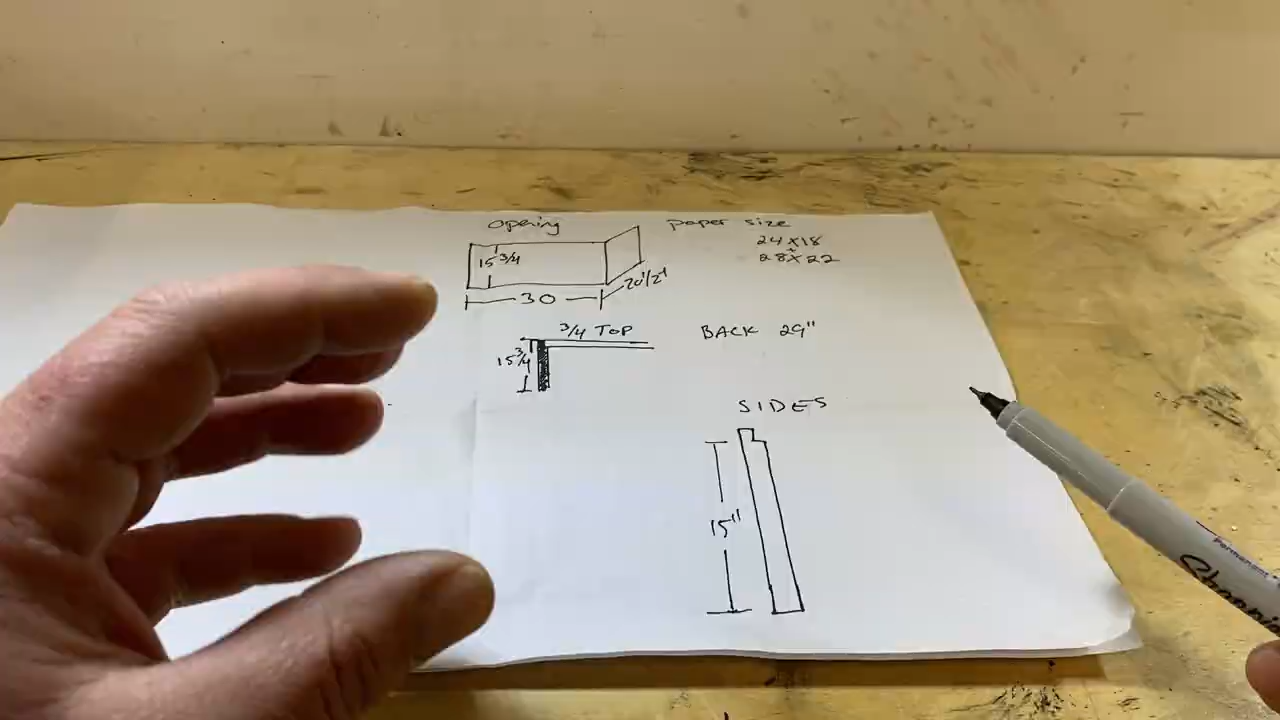 opening
paper size
24 x 18
28 x 22
15 3/4
30
20 1/2"
3/4 TOP
BACK 29"
15 3/4
SIDES
15"
Permanent
Sharpie